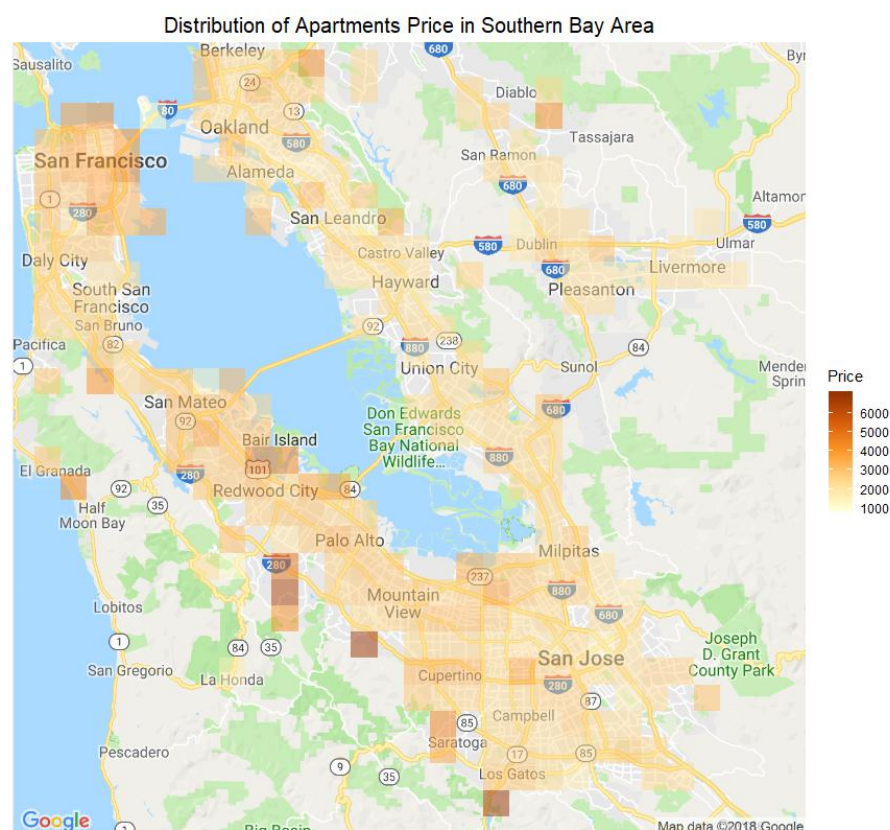 Distribution of Apartments Price in Southern Bay Area
Sausalito
Berkeley
680
24
Diablo
80
13
Oakland
580
Tassajara
San Francisco
San Ramon
Alameda
680
1
280
San Leandro
Altamon
580
Daly City
Castro Valley
580
Dublin
Ulmar
680
Livermore
Hayward
Pleasanton
South San
Francisco
San Bruno
92
238
Pacifica
82
880
84
1
Union City
Sunol
Menden
Sprin
San Mateo
92
Don Edwards
San Francisco
Bay National
Wildlife...
680
Bair Island
880
El Granada
101
280
92
Redwood City
84
35
Half
Moon Bay
Palo Alto
Milpitas
280
237
880
Lobitos
Mountain
View
680
1
84
35
Joseph
D. Grant
County Park
San Jose
San Gregorio
La Honda
Cupertino
280
87
Campbell
85
Saratoga
Pescadero
17
85
9
Los Gatos
35
1
Google
Big Basin
Map data ©2018 Google
Price
6000
5000
4000
3000
2000
1000